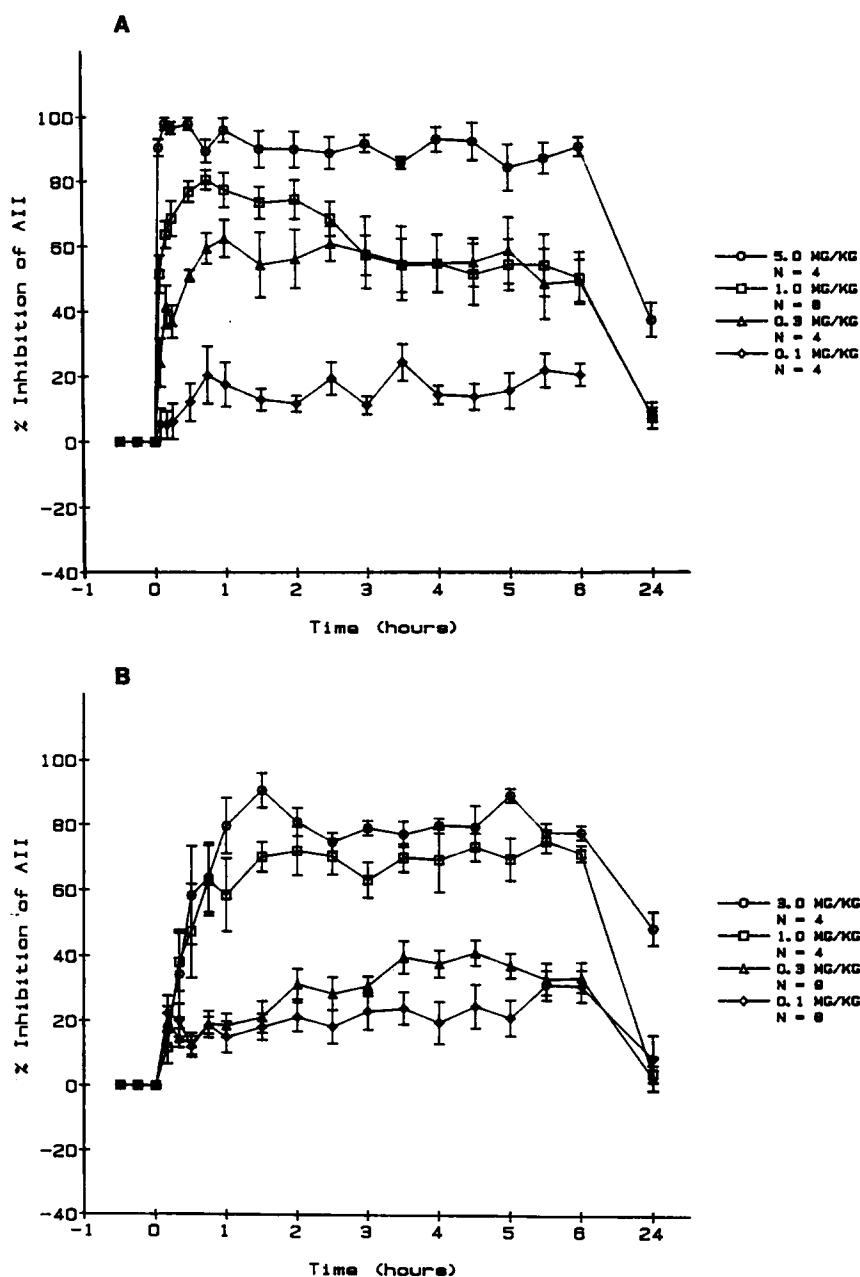 A
% Inhibition of AII
100
80
60
40
20
0
-20
-40
-1 0 1 2 3 4 5 6 24
Time (hours)
5.0 MG/KG
N = 4
1.0 MG/KG
N = 8
0.3 MG/KG
N = 4
0.1 MG/KG
N = 4
B
% Inhibition of AII
100
80
60
40
20
0
-20
-40
-1 0 1 2 3 4 5 6 24
Time (hours)
3.0 MG/KG
N = 4
1.0 MG/KG
N = 4
0.3 MG/KG
N =
0.1 MG/KG
N =